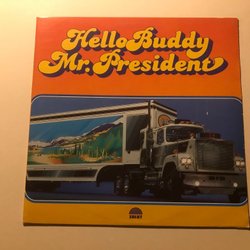 Hello Buddy
Mr. President